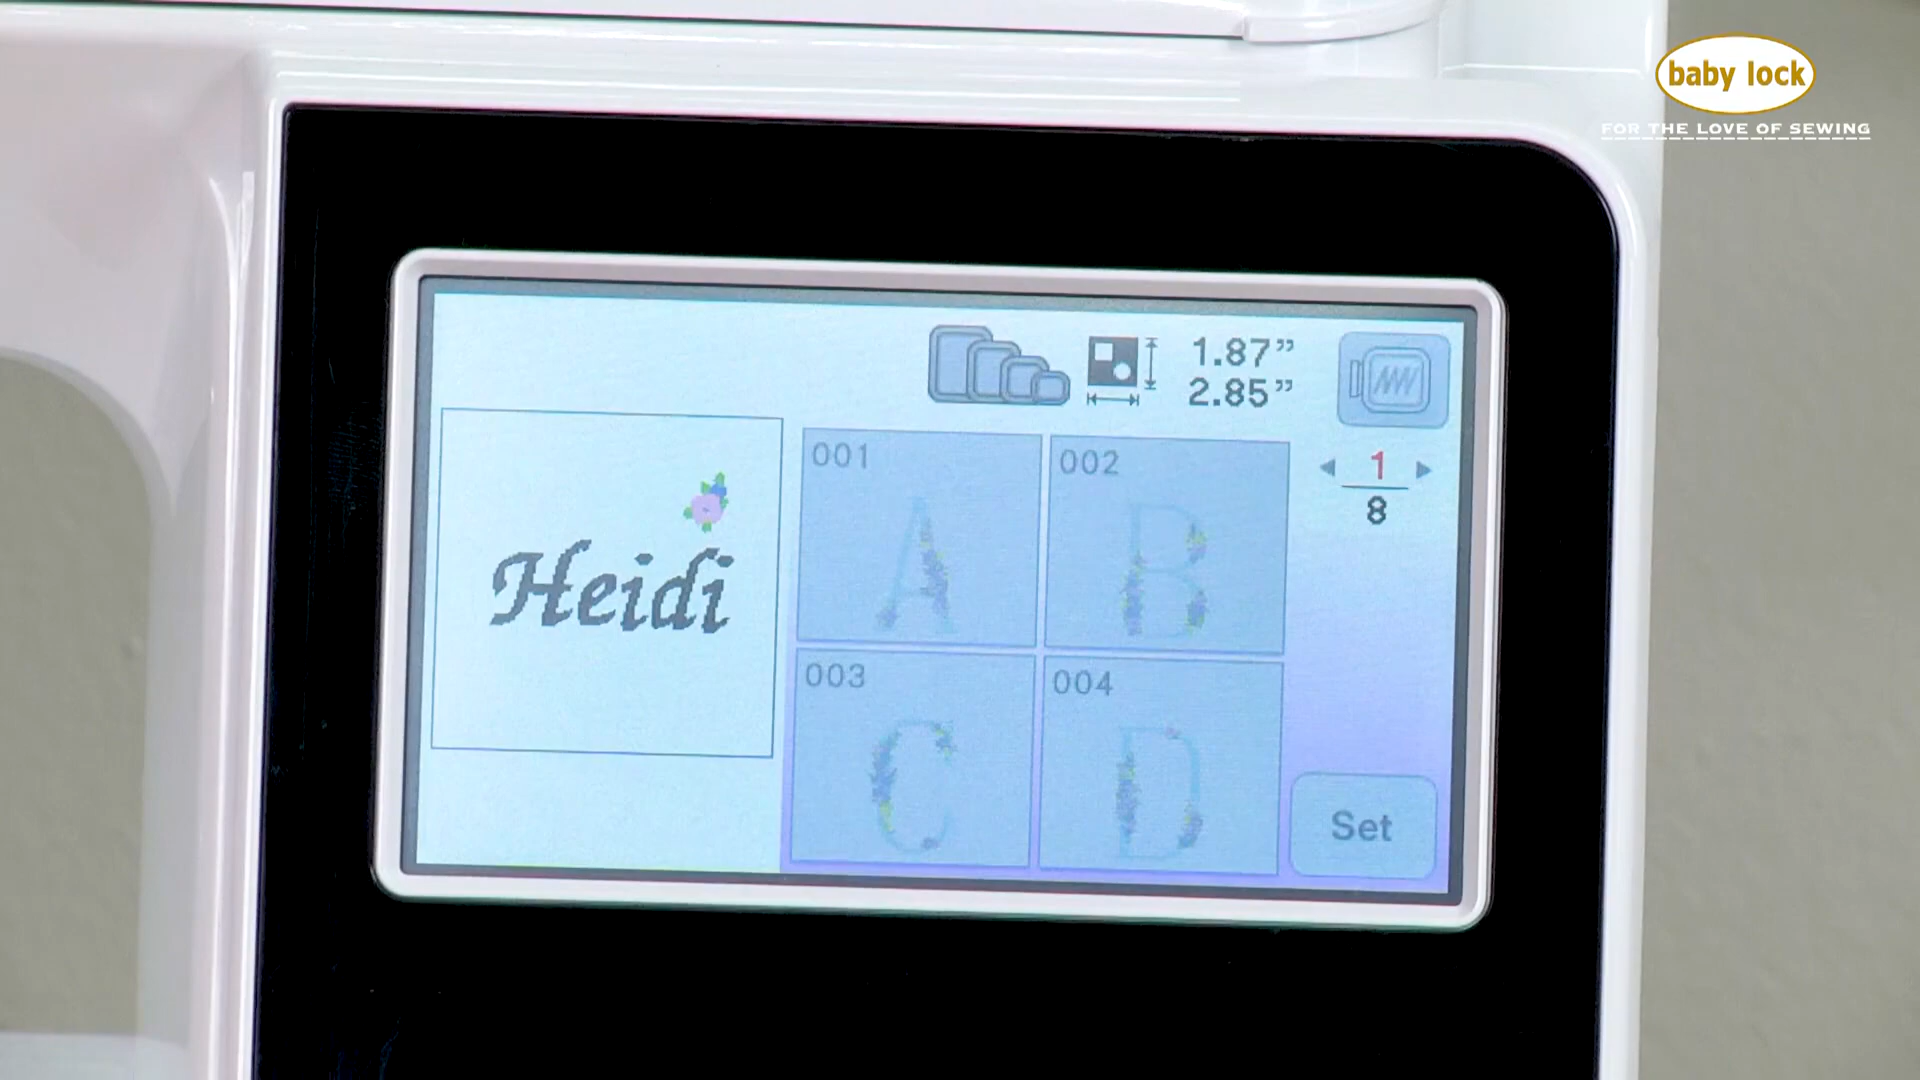 baby lock
FOR THE LOVE OF SEWING
1.87”
2.85”
001
002
1
8
Heidi
A
B
003
004
C
D
Set